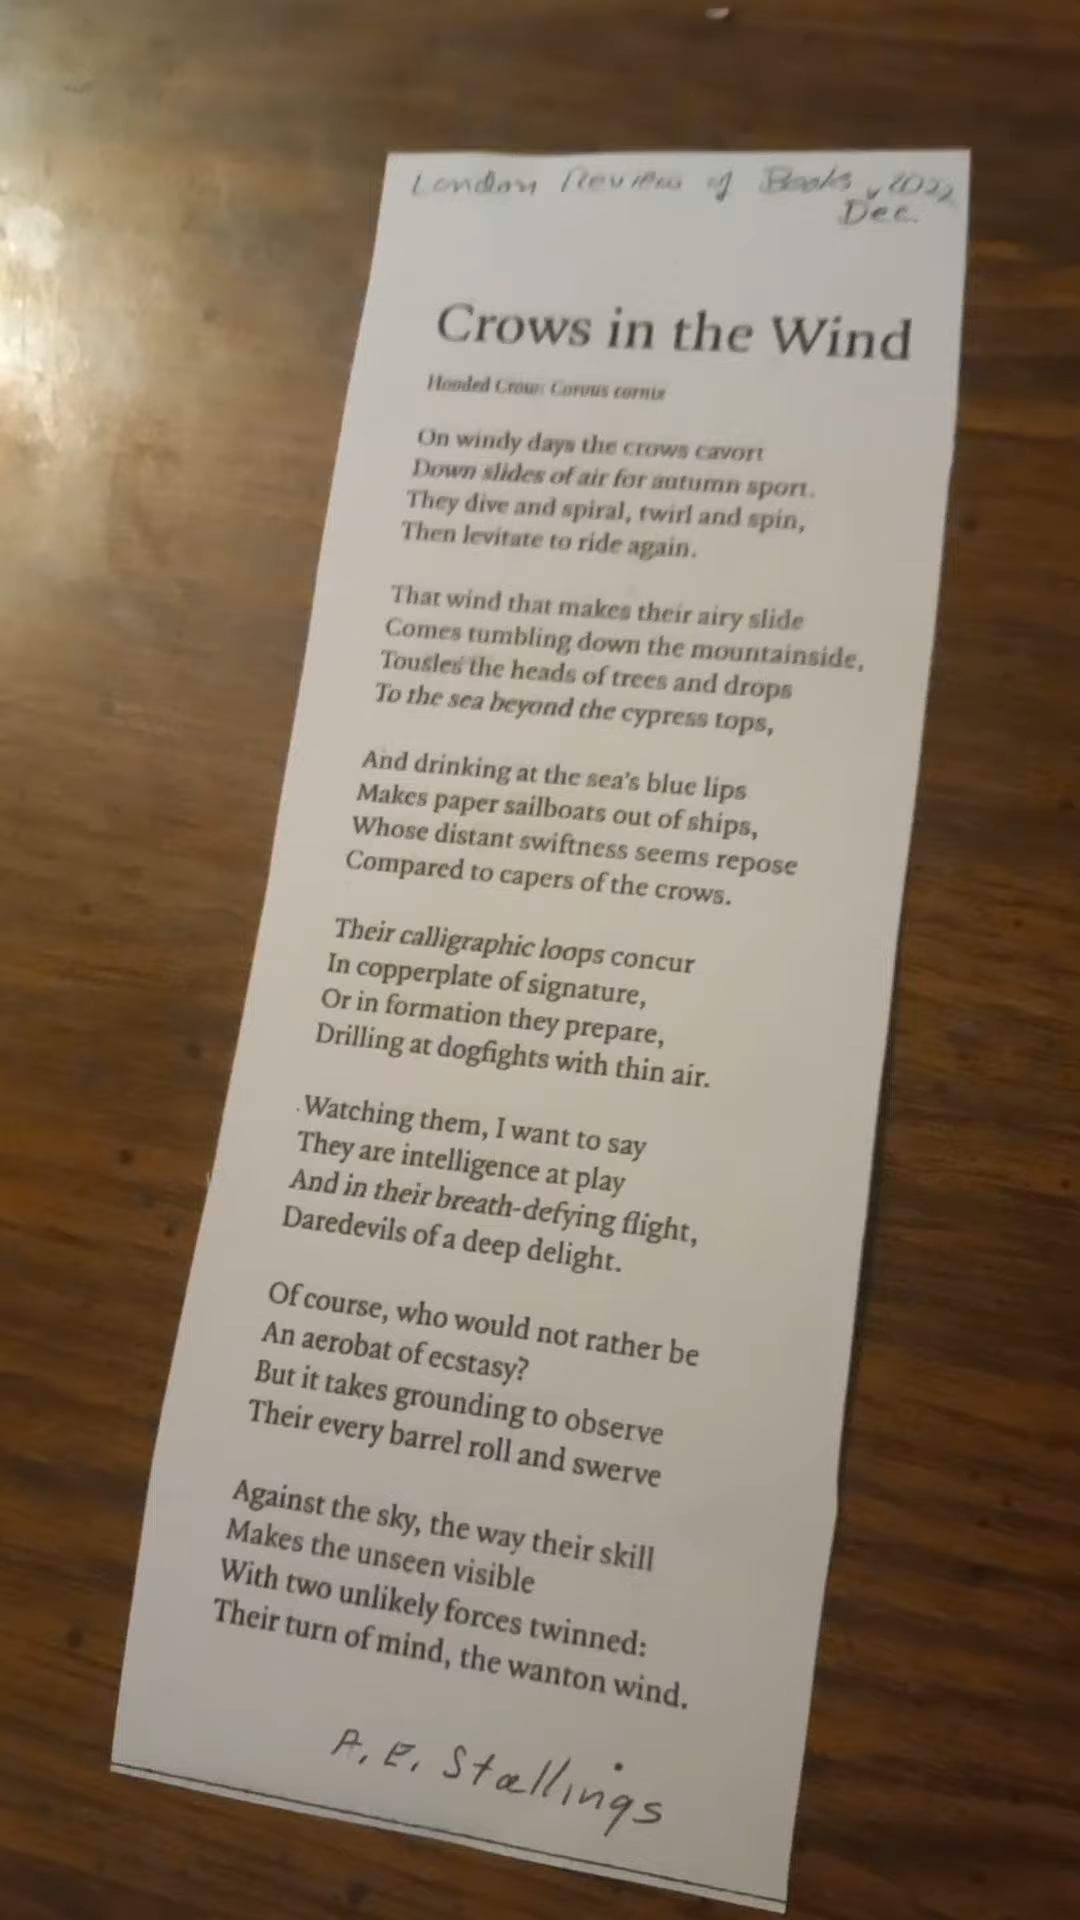 London Review of Books, 2022
Dec.
Crows in the Wind
Hooded Crow: Corvus cornix
On windy days the crows cavort
Down slides of air for autumn sport.
They dive and spiral, twirl and spin,
Then levitate to ride again.
That wind that makes their airy slide
Comes tumbling down the mountainside,
Tousles the heads of trees and drops
To the sea beyond the cypress tops,
And drinking at the sea's blue lips
Makes paper sailboats out of ships,
Whose distant swiftness seems repose
Compared to capers of the crows.
Their calligraphic loops concur
In copperplate of signature,
Or in formation they prepare,
Drilling at dogfights with thin air.
Watching them, I want to say
They are intelligence at play
And in their breath-defying flight,
Daredevils of a deep delight.
Of course, who would not rather be
An aerobat of ecstasy?
But it takes grounding to observe
Their every barrel roll and swerve
Against the sky, the way their skill
Makes the unseen visible
With two unlikely forces twinned:
Their turn of mind, the wanton wind.
A. E. Stallings